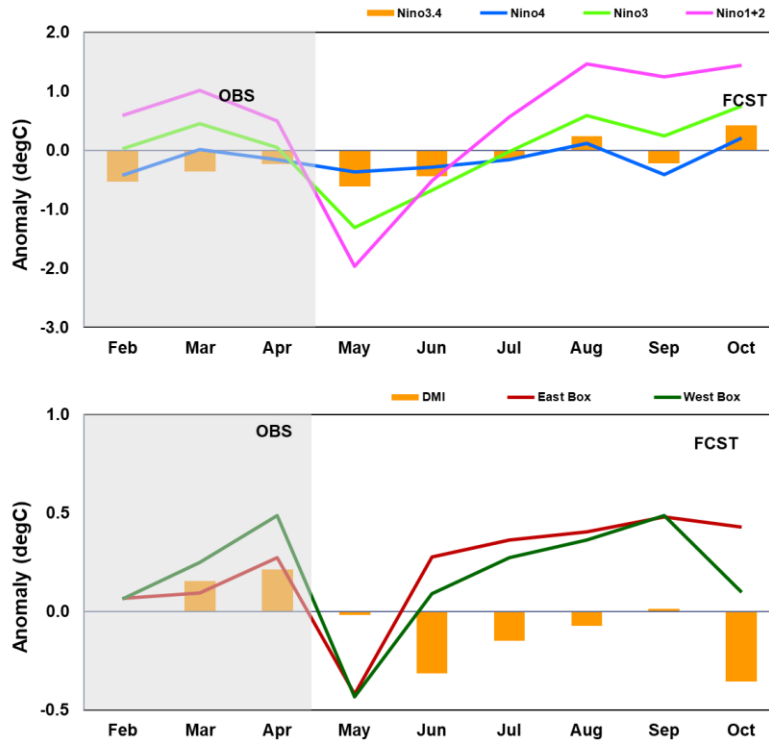 Nino3.4 Nino4 Nino3 Nino1+2
2.0
OBS FCST
1.0
0.0
-1.0
-2.0
-3.0
Anomaly (degC)
Feb Mar Apr May Jun Jul Aug Sep Oct
DMI East Box West Box
1.0
OBS FCST
0.5
0.0
-0.5
Anomaly (degC)
Feb Mar Apr May Jun Jul Aug Sep Oct